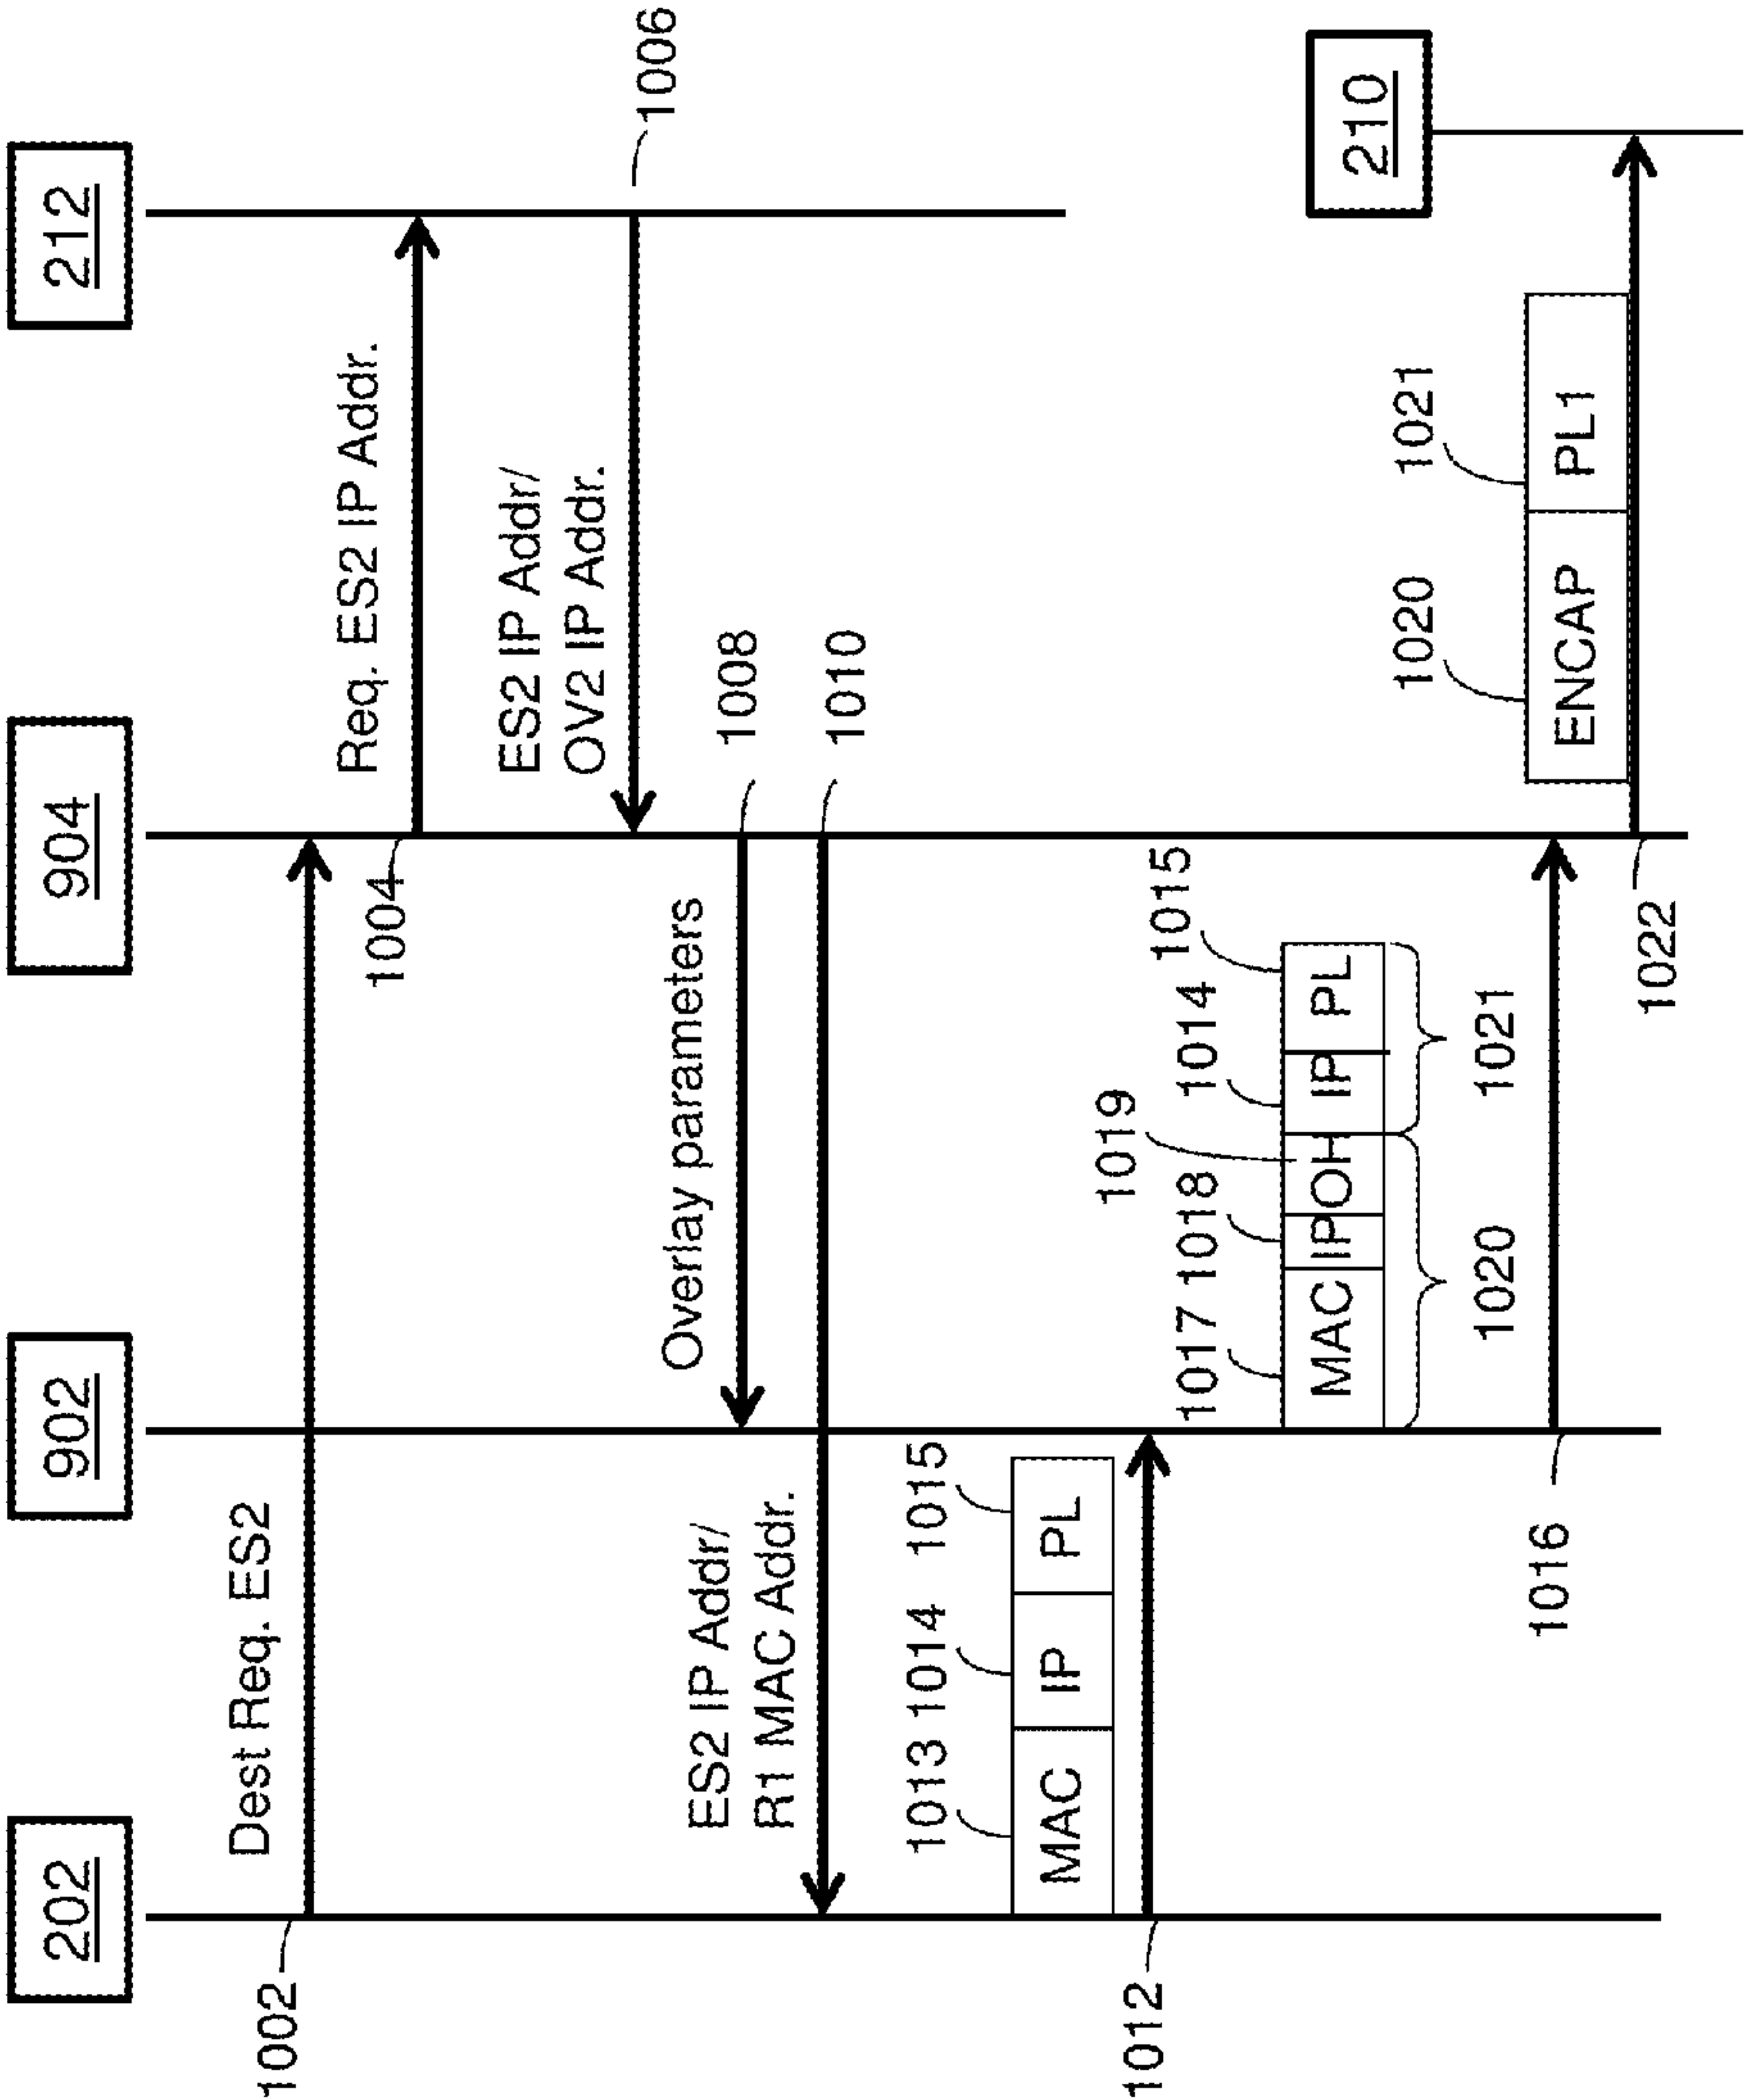 202
902
904
212
1002
Dest Req. ES2
1004
Req. ES2 IP Addr.
ES2 IP Addr/
OV2 IP Addr.
1006
Overlay parameters
1008
ES2 IP Addr/
R1 MAC Addr.
1010
1013 1014 1015
MAC IP PL
1012
1019
1017 1018 1014 1015
MAC IP OH IP PL
1020 1021
1016
210
1020 1021
ENCAP PL1
1022